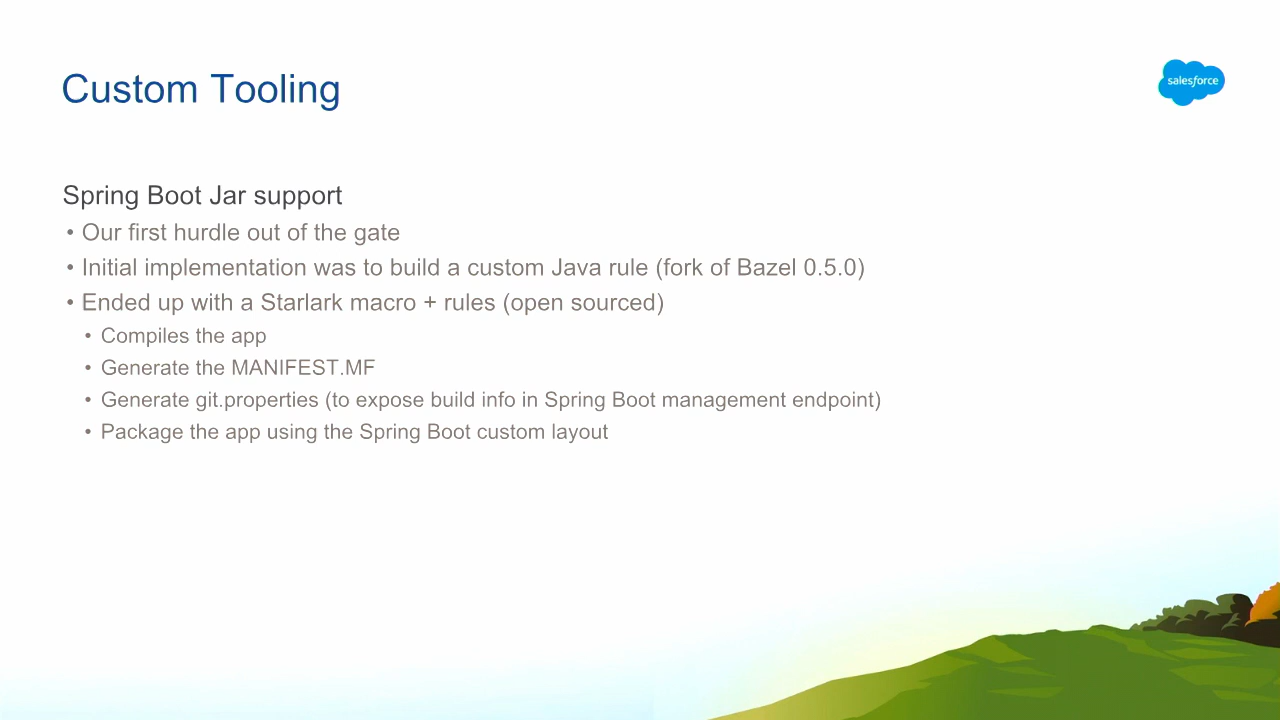 Custom Tooling
salesforce
Spring Boot Jar support
• Our first hurdle out of the gate
• Initial implementation was to build a custom Java rule (fork of Bazel 0.5.0)
• Ended up with a Starlark macro + rules (open sourced)
• Compiles the app
• Generate the MANIFEST.MF
• Generate git.properties (to expose build info in Spring Boot management endpoint)
• Package the app using the Spring Boot custom layout